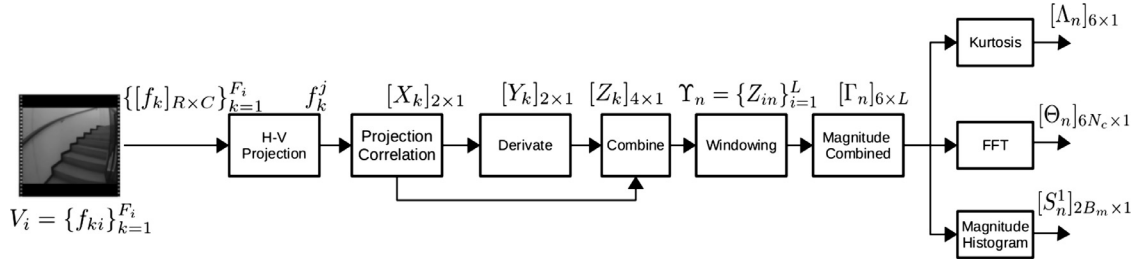 {[f_k]_{R×C}}_{k=1}^{F_i}
f_k^j
[X_k]_{2×1}
[Y_k]_{2×1}
[Z_k]_{4×1}
Υ_n = {Z_{in}}_{i=1}^L
[Γ_n]_{6×L}
[Λ_n]_{6×1}
[Θ_n]_{6N_c×1}
[S_n^1]_{2B_m×1}
V_i = {f_{ki}}_{k=1}^{F_i}
H-V
Projection
Projection
Correlation
Derivate
Combine
Windowing
Magnitude
Combined
Kurtosis
FFT
Magnitude
Histogram